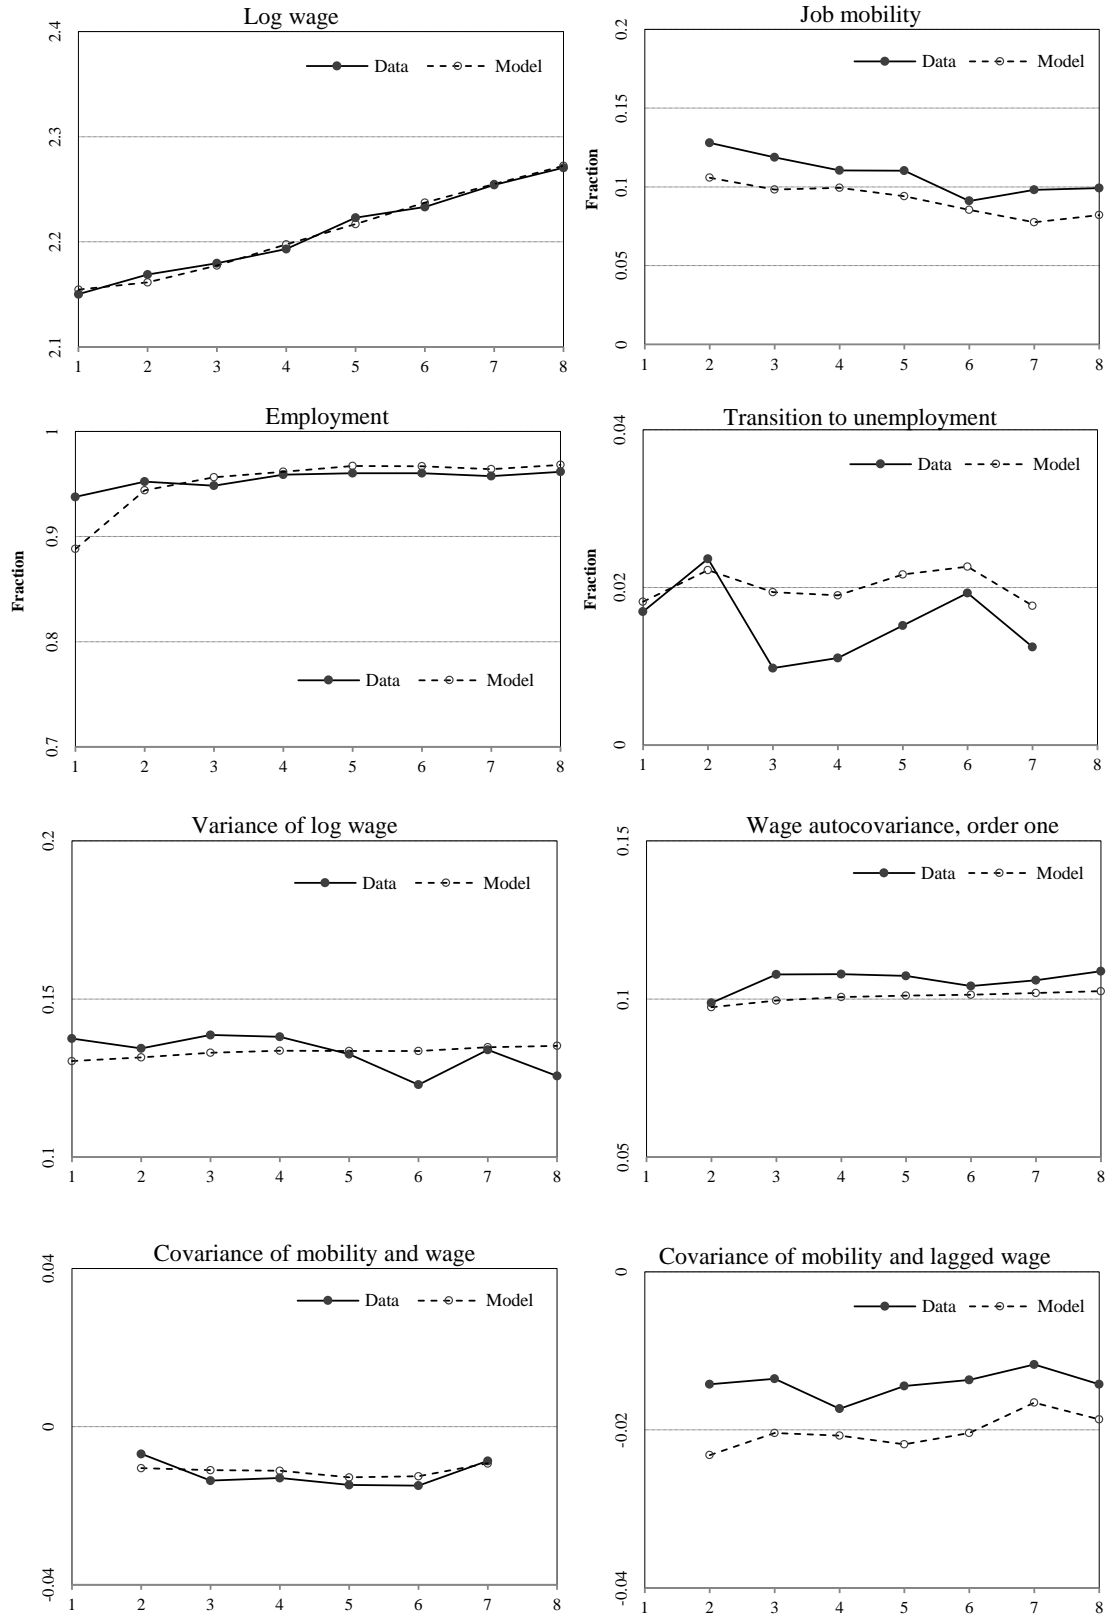 Log wage
2.4
2.3
2.2
2.1
Data Model
1 2 3 4 5 6 7 8
Job mobility
Fraction
0.2
0.15
0.1
0.05
0
Data Model
1 2 3 4 5 6 7 8
Employment
Fraction
1
0.9
0.8
0.7
Data Model
1 2 3 4 5 6 7 8
Transition to unemployment
Fraction
0.04
0.02
0
Data Model
1 2 3 4 5 6 7 8
Variance of log wage
0.2
0.15
0.1
Data Model
1 2 3 4 5 6 7 8
Wage autocovariance, order one
0.15
0.1
0.05
Data Model
1 2 3 4 5 6 7 8
Covariance of mobility and wage
0.04
0
-0.04
Data Model
1 2 3 4 5 6 7 8
Covariance of mobility and lagged wage
0
-0.02
-0.04
Data Model
1 2 3 4 5 6 7 8